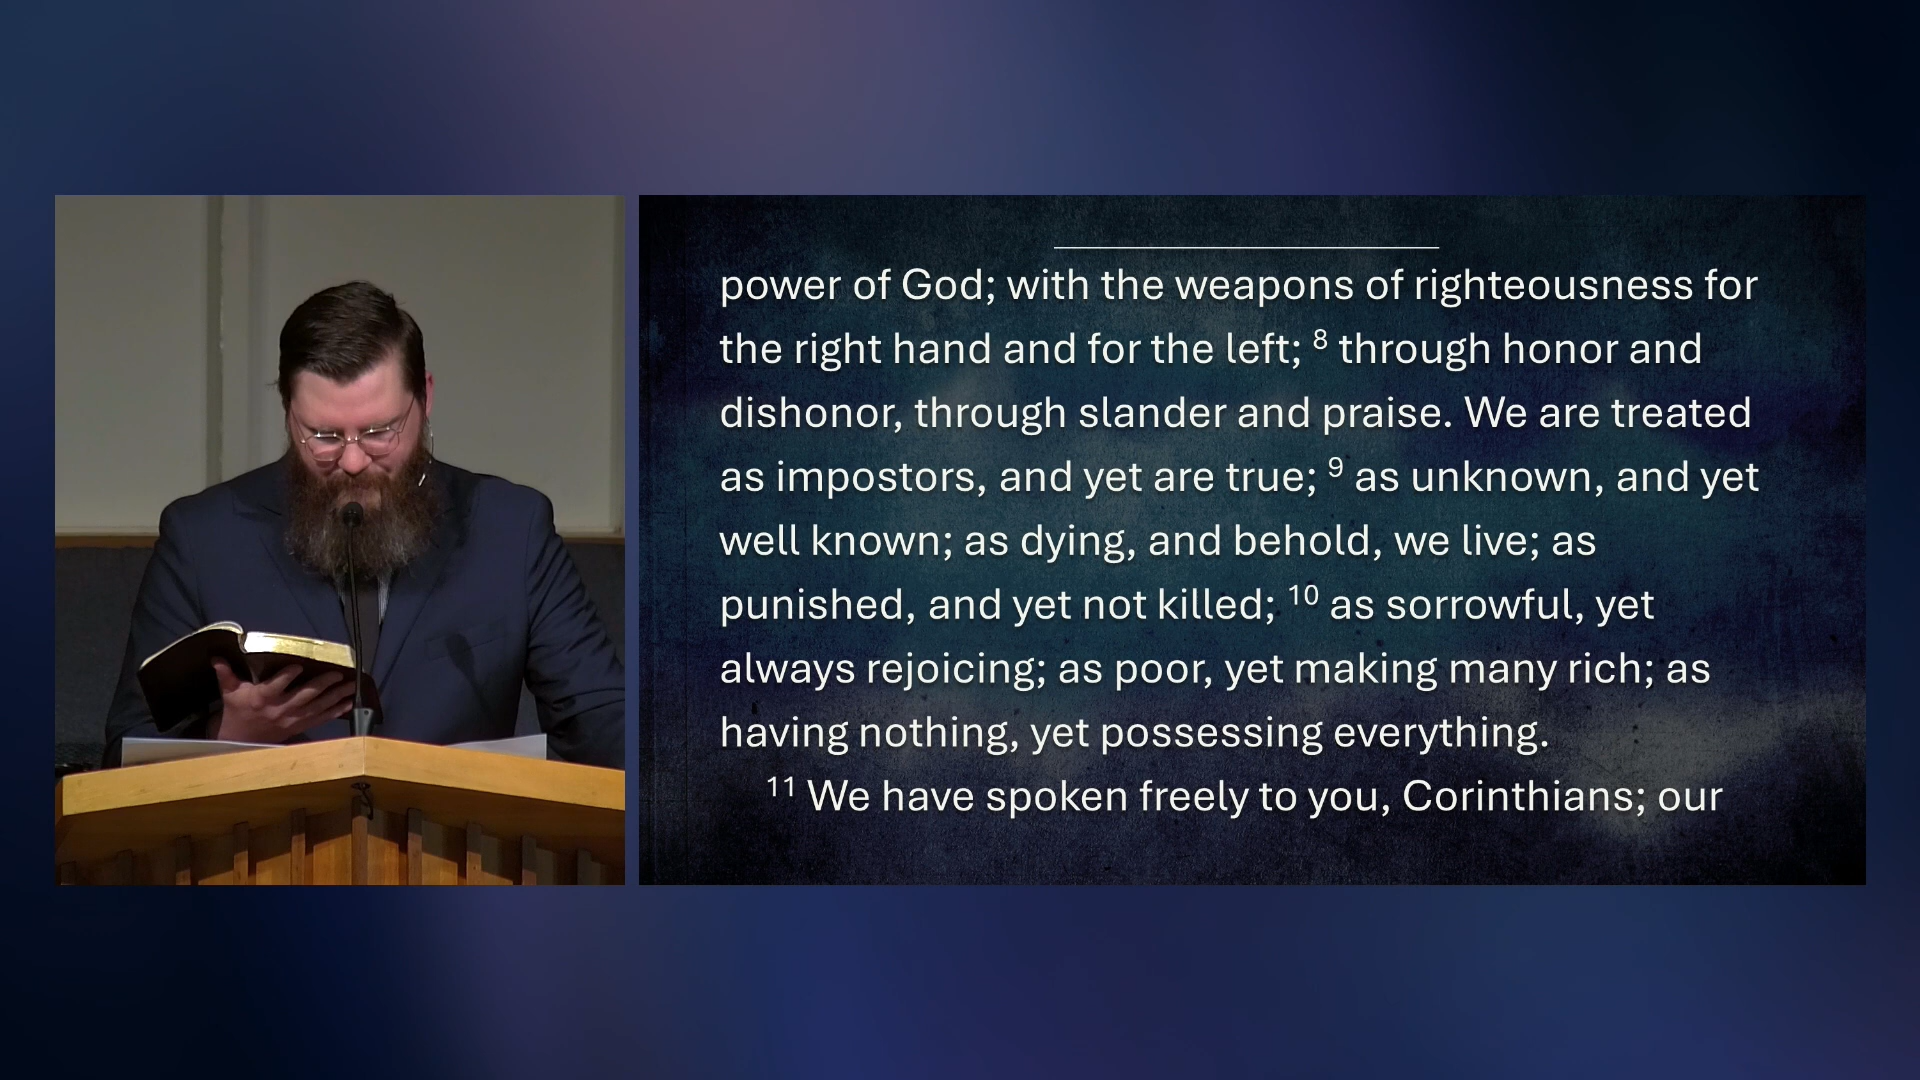 power of God; with the weapons of righteousness for
the right hand and for the left; 8 through honor and
dishonor, through slander and praise. We are treated
as impostors, and yet are true; 9 as unknown, and yet
well known; as dying, and behold, we live; as
punished, and yet not killed; 10 as sorrowful, yet
always rejoicing; as poor, yet making many rich; as
having nothing, yet possessing everything.
11 We have spoken freely to you, Corinthians; our